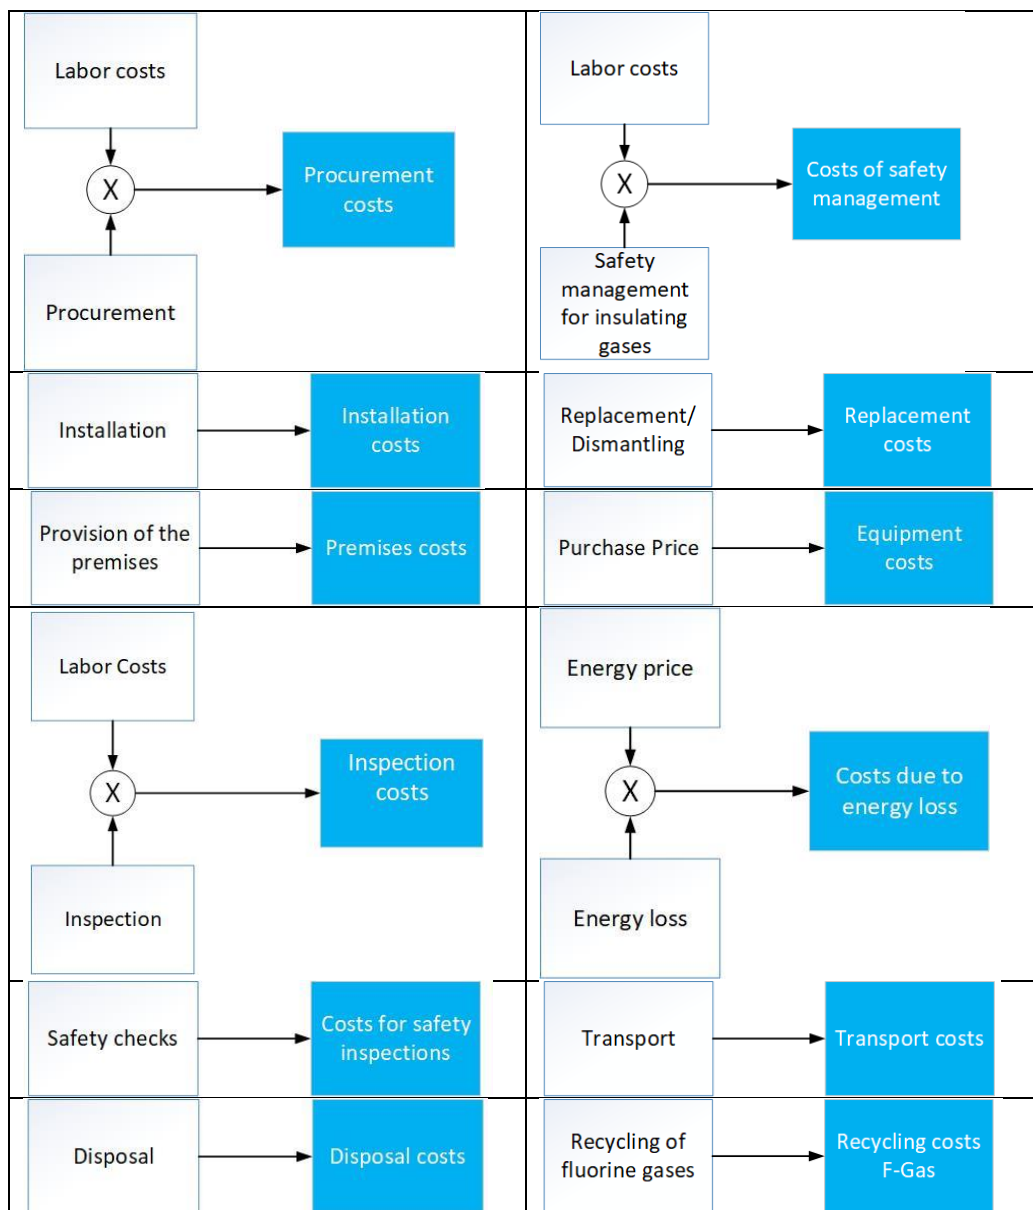 Labor costs
X
Procurement
costs
Procurement
Labor costs
X
Costs of safety
management
Safety
management
for insulating
gases
Installation
Installation
costs
Replacement/
Dismantling
Replacement
costs
Provision of the
premises
Premises costs
Purchase Price
Equipment
costs
Labor Costs
X
Inspection
costs
Inspection
Energy price
X
Costs due to
energy loss
Energy loss
Safety checks
Costs for safety
inspections
Transport
Transport costs
Disposal
Disposal costs
Recycling of
fluorine gases
Recycling costs
F-Gas